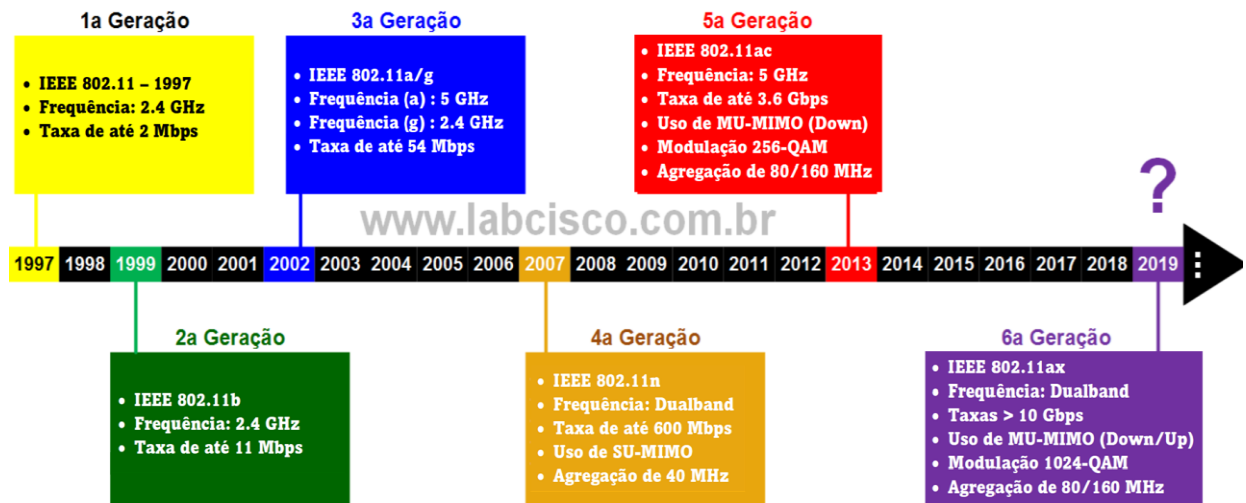 1a Geração
• IEEE 802.11 – 1997
• Frequência: 2.4 GHz
• Taxa de até 2 Mbps
3a Geração
• IEEE 802.11a/g
• Frequência (a) : 5 GHz
• Frequência (g) : 2.4 GHz
• Taxa de até 54 Mbps
5a Geração
• IEEE 802.11ac
• Frequência: 5 GHz
• Taxa de até 3.6 Gbps
• Uso de MU-MIMO (Down)
• Modulação 256-QAM
• Agregação de 80/160 MHz
?
www.labcisco.com.br
1997 1998 1999 2000 2001 2002 2003 2004 2005 2006 2007 2008 2009 2010 2011 2012 2013 2014 2015 2016 2017 2018 2019 ⋮
2a Geração
• IEEE 802.11b
• Frequência: 2.4 GHz
• Taxa de até 11 Mbps
4a Geração
• IEEE 802.11n
• Frequência: Dualband
• Taxa de até 600 Mbps
• Uso de SU-MIMO
• Agregação de 40 MHz
6a Geração
• IEEE 802.11ax
• Frequência: Dualband
• Taxas > 10 Gbps
• Uso de MU-MIMO (Down/Up)
• Modulação 1024-QAM
• Agregação de 80/160 MHz